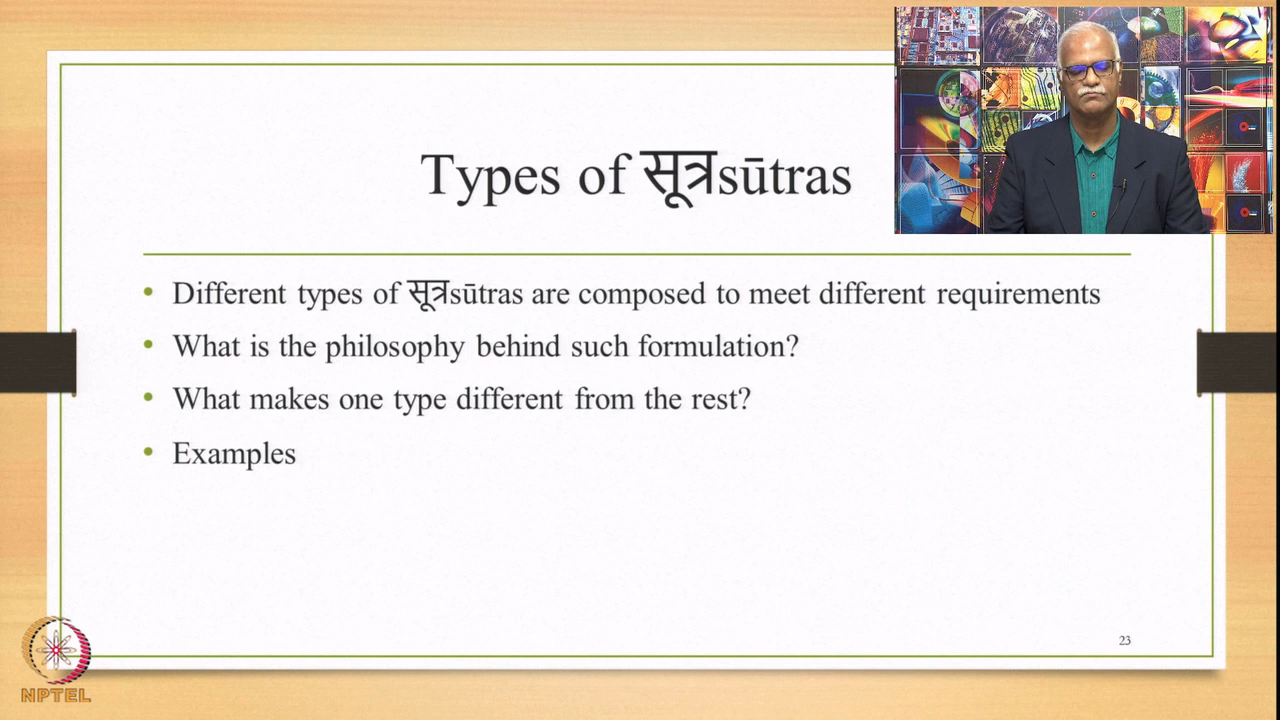 Types of सूत्रsūtras
Different types of सूत्रsūtras are composed to meet different requirements
What is the philosophy behind such formulation?
What makes one type different from the rest?
Examples
23
NPTEL